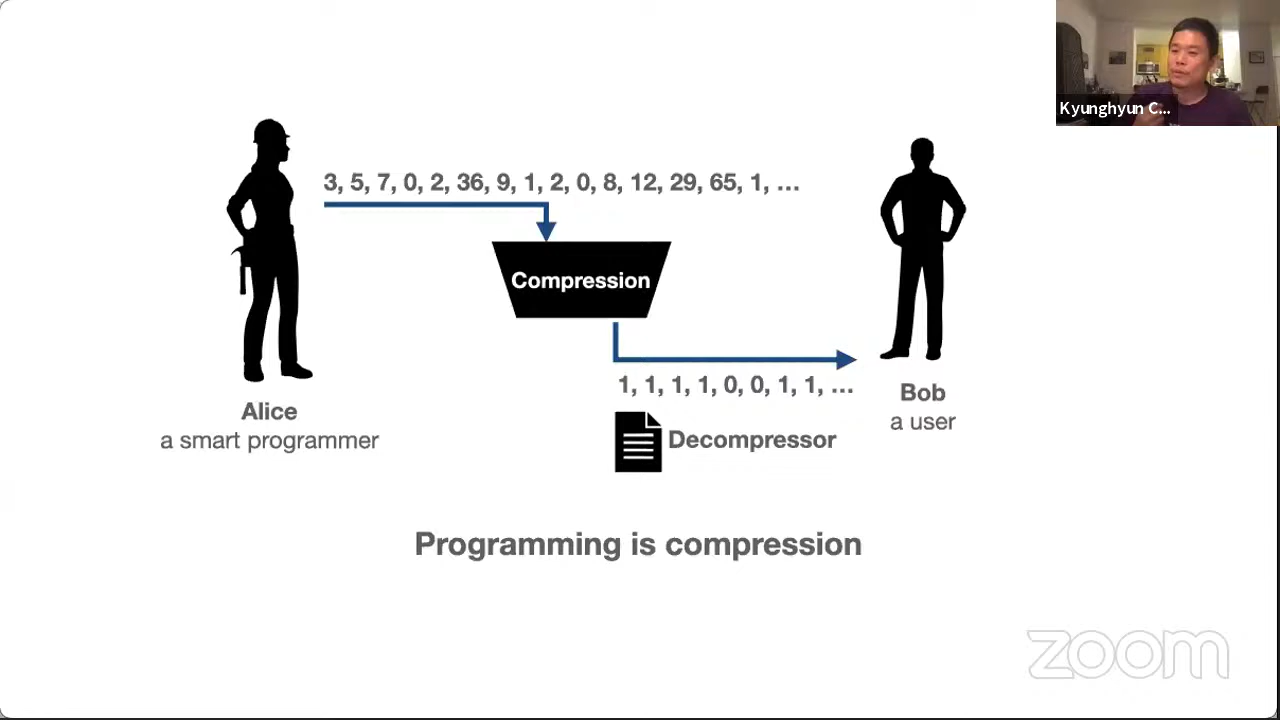 Kyunghyun C...
3, 5, 7, 0, 2, 36, 9, 1, 2, 0, 8, 12, 29, 65, 1, ...
Compression
1, 1, 1, 1, 0, 0, 1, 1, ...
Decompressor
Alice
a smart programmer
Bob
a user
Programming is compression
zoom